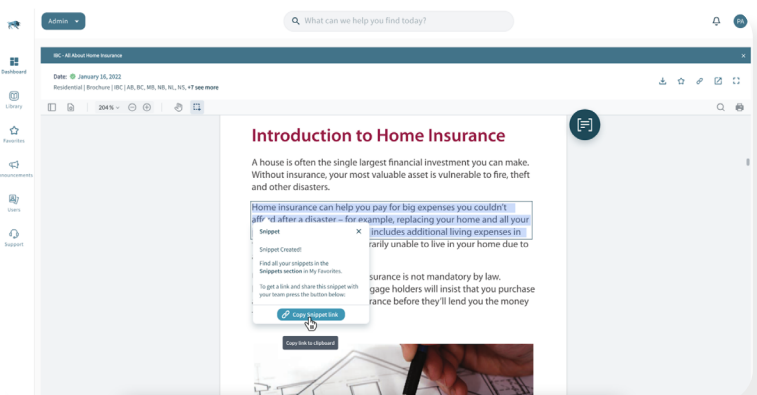 Admin
What can we help you find today?
PA
IBC - All About Home Insurance
Date: January 16, 2022
Residential | Brochure | IBC | AB, BC, MB, NB, NL, NS, +7 see more
Dashboard
Library
Favorites
nnouncements
Users
Support
204%
Introduction to Home Insurance
A house is often the single largest financial investment you can make.
Without insurance, your most valuable asset is vulnerable to fire, theft
and other disasters.
Home insurance can help you pay for big expenses you couldn't
afford after a disaster – for example, replacing your home and all your
includes additional living expenses in
rarily unable to live in your home due to
surance is not mandatory by law.
gage holders will insist that you purchase
rance before they'll lend you the money
Snippet
Snippet Created!
Find all your snippets in the
Snippets section in My Favorites.
To get a link and share this snippet with
your team press the button below:
Copy Snippet link
Copy link to clipboard